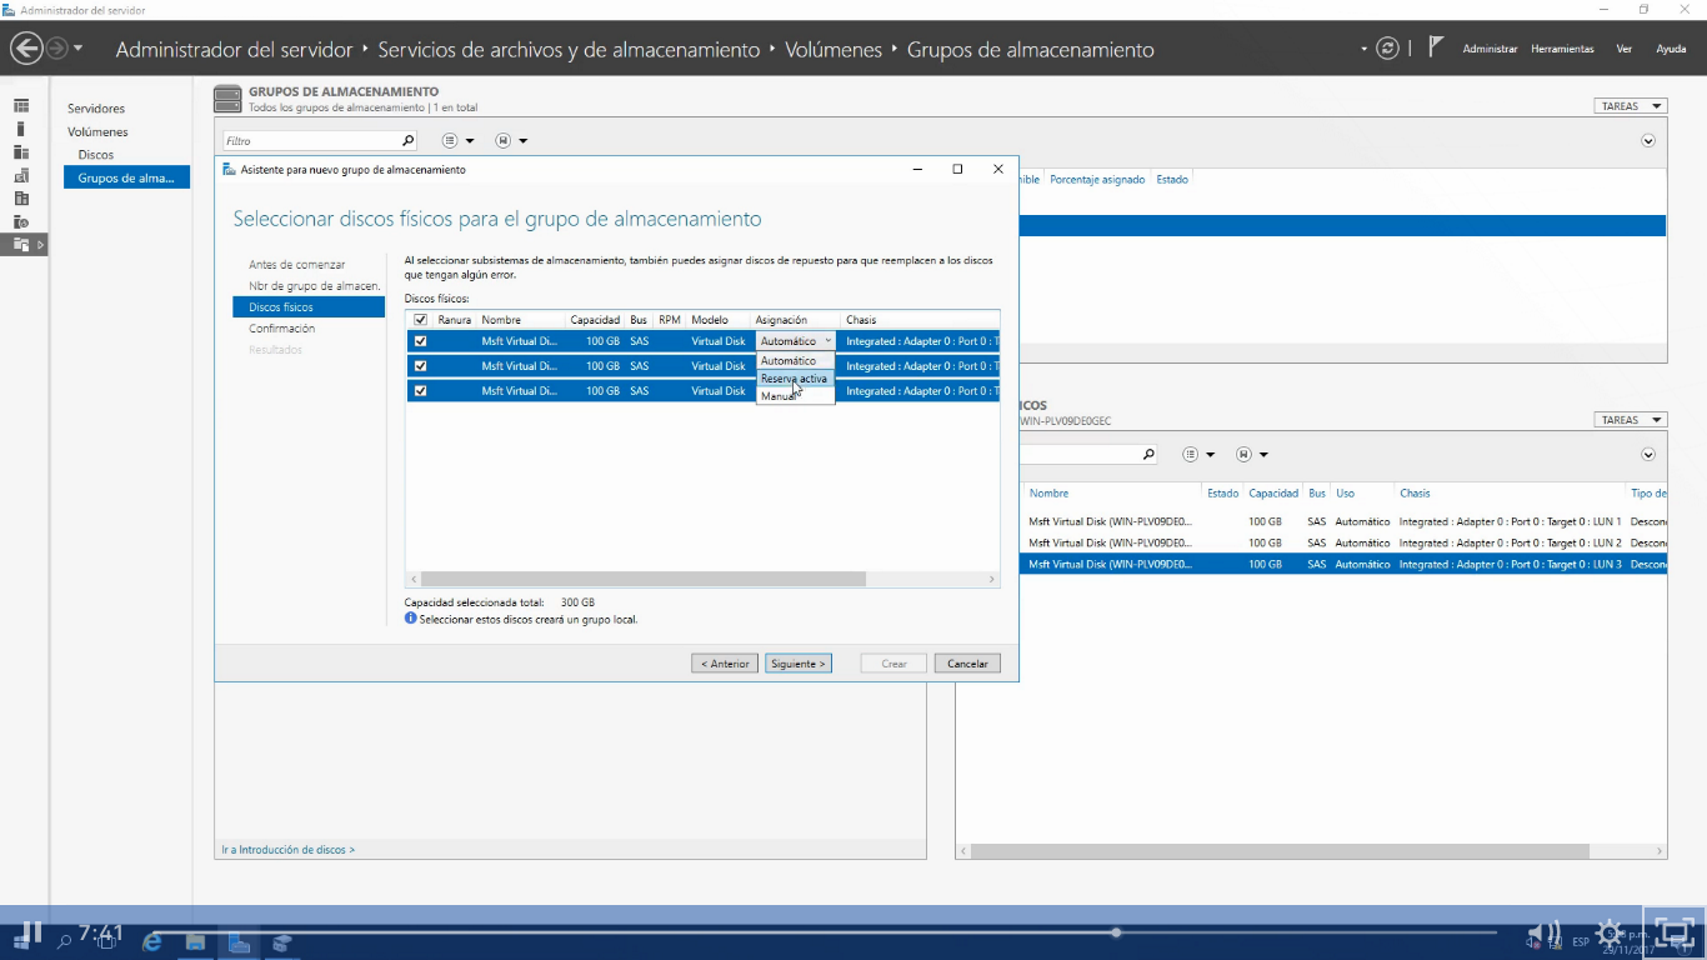 Administrador del servidor
Administrador del servidor • Servicios de archivos y de almacenamiento • Volúmenes • Grupos de almacenamiento
Administrar Herramientas Ver Ayuda
Servidores
Volúmenes
Discos
Grupos de alma...
GRUPOS DE ALMACENAMIENTO
Todos los grupos de almacenamiento | 1 en total
TAREAS
Filtro
nible Porcentaje asignado Estado
Asistente para nuevo grupo de almacenamiento
Seleccionar discos físicos para el grupo de almacenamiento
Antes de comenzar
Nbr de grupo de almacen.
Discos físicos
Confirmación
Resultados
Al seleccionar subsistemas de almacenamiento, también puedes asignar discos de repuesto para que reemplacen a los discos
que tengan algún error.
Discos físicos:
Ranura Nombre Capacidad Bus RPM Modelo Asignación Chasis
Msft Virtual Di... 100 GB SAS Virtual Disk Automático Integrated : Adapter 0 : Port 0 : T
Msft Virtual Di... 100 GB SAS Virtual Disk Integrated : Adapter 0 : Port 0 : T
Msft Virtual Di... 100 GB SAS Virtual Disk Integrated : Adapter 0 : Port 0 : T
Automático
Reserva activa
Manual
Capacidad seleccionada total: 300 GB
Seleccionar estos discos creará un grupo local.
< Anterior Siguiente > Crear Cancelar
ICOS
WIN-PLV09DE0GEC
TAREAS
Nombre Estado Capacidad Bus Uso Chasis Tipo de
Msft Virtual Disk (WIN-PLV09DE0... 100 GB SAS Automático Integrated : Adapter 0 : Port 0 : Target 0 : LUN 1 Descono
Msft Virtual Disk (WIN-PLV09DE0... 100 GB SAS Automático Integrated : Adapter 0 : Port 0 : Target 0 : LUN 2 Descono
Msft Virtual Disk (WIN-PLV09DE0... 100 GB SAS Automático Integrated : Adapter 0 : Port 0 : Target 0 : LUN 3 Descono
Ir a Introducción de discos >
7:41
ESP
p.m.
29/11/2017